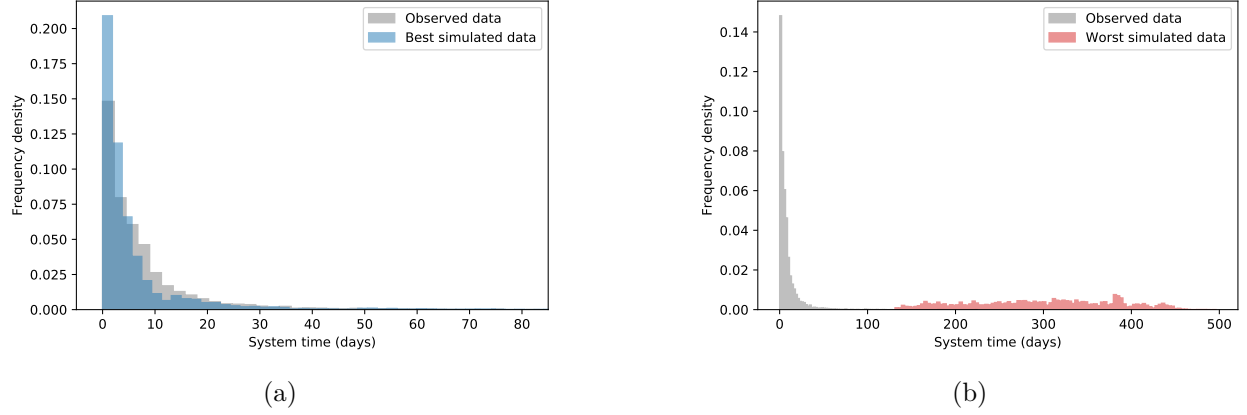 0.200
0.175
0.150
0.125
0.100
0.075
0.050
0.025
0.000
Frequency density
Observed data
Best simulated data
0 10 20 30 40 50 60 70 80
System time (days)
(a)
0.14
0.12
0.10
0.08
0.06
0.04
0.02
0.00
Frequency density
Observed data
Worst simulated data
0 100 200 300 400 500
System time (days)
(b)